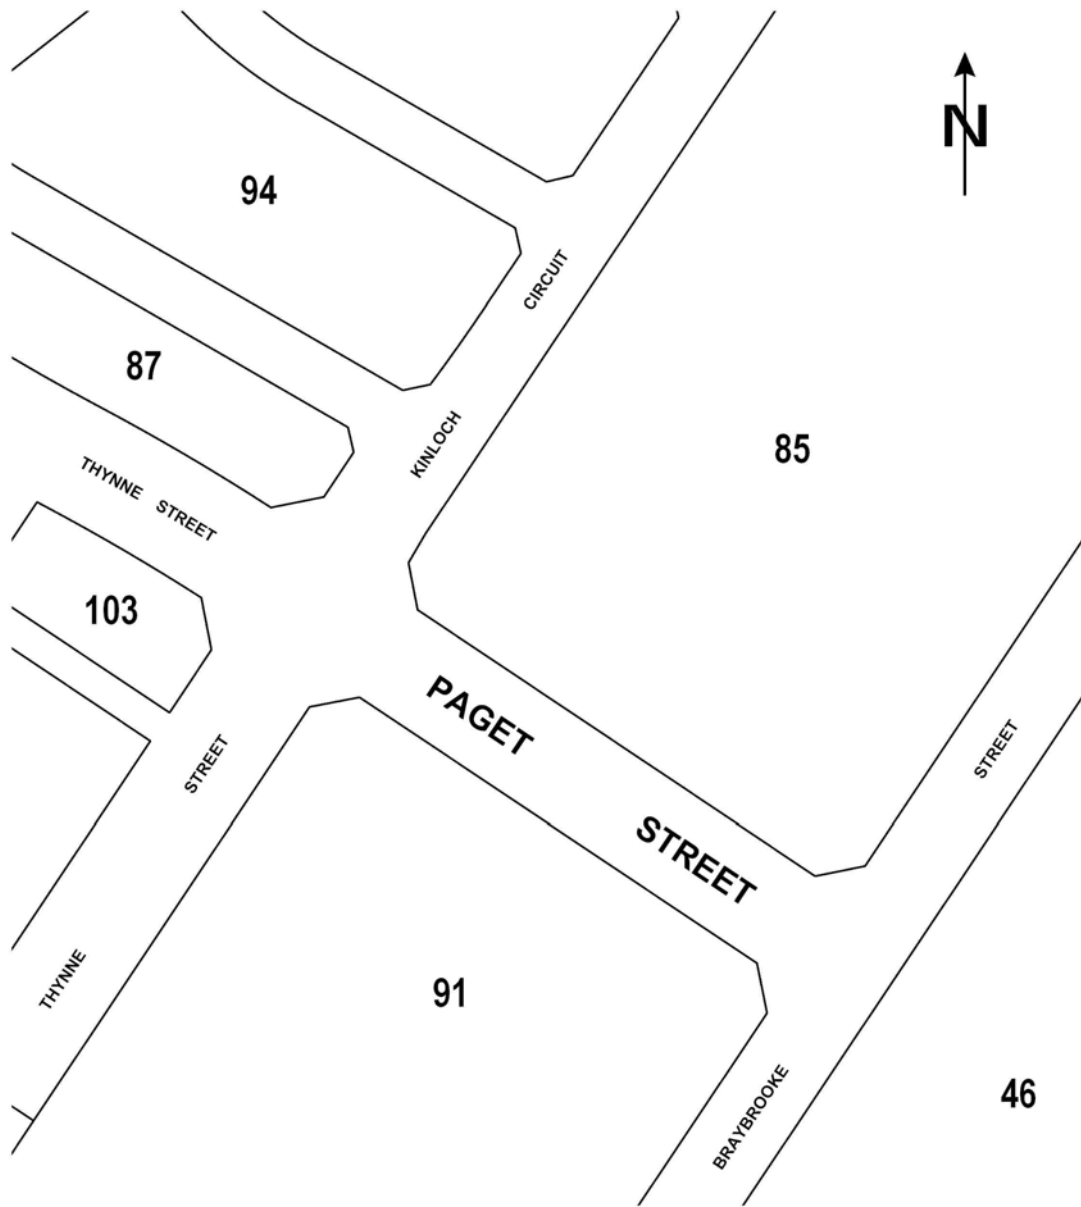 N
94
CIRCUIT
87
KINLOCH
85
THYNNE STREET
103
PAGET
STREET
STREET
STREET
THYNNE
91
BRAYBROOKE
46